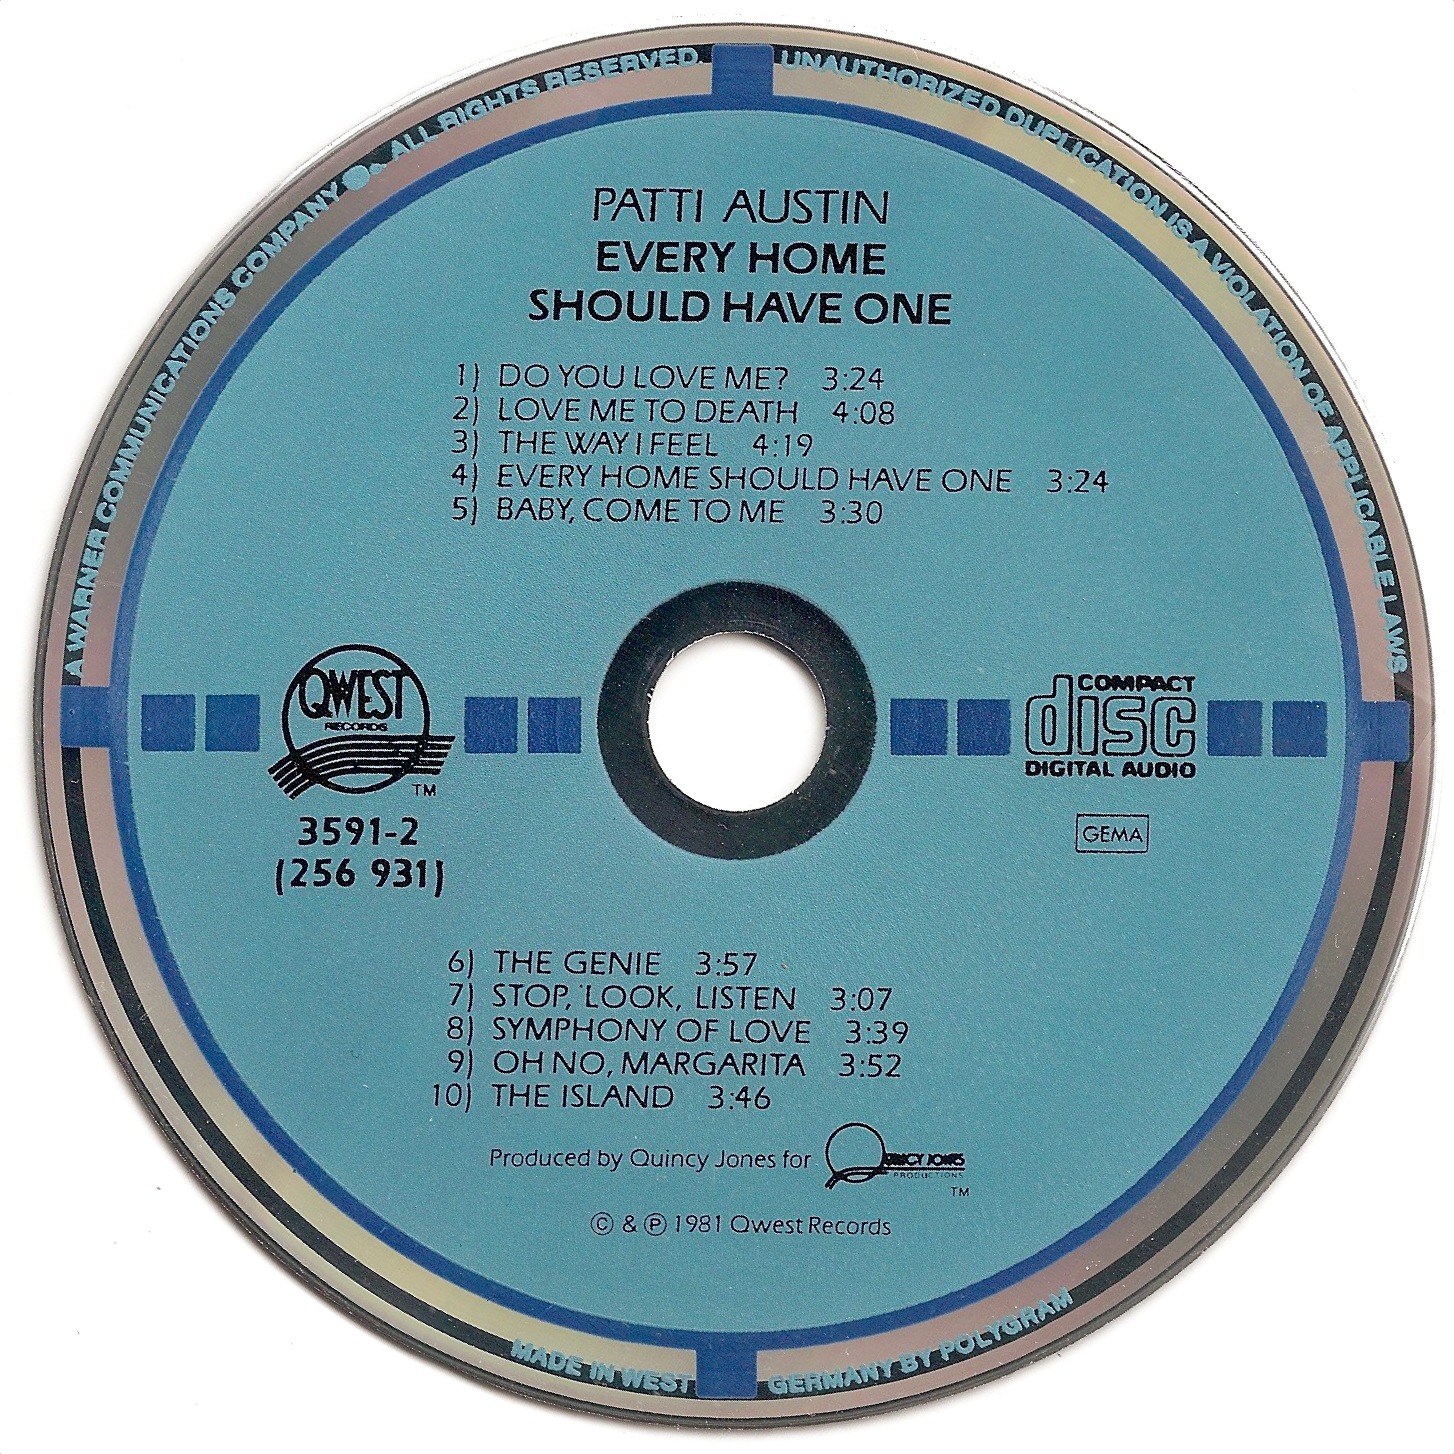 A WARNER COMMUNICATIONS COMPANY ●.. ALL RIGHTS RESERVED.
UNAUTHORIZED DUPLICATION IS A VIOLATION OF APPLICABLE LAWS
PATTI AUSTIN
EVERY HOME
SHOULD HAVE ONE
1) DO YOU LOVE ME? 3:24
2) LOVE ME TO DEATH 4:08
3) THE WAY I FEEL 4:19
4) EVERY HOME SHOULD HAVE ONE 3:24
5) BABY, COME TO ME 3:30
QWEST
RECORDS
TM
3591-2
(256 931)
COMPACT
disc
DIGITAL AUDIO
GEMA
6) THE GENIE 3:57
7) STOP, LOOK, LISTEN 3:07
8) SYMPHONY OF LOVE 3:39
9) OH NO, MARGARITA 3:52
10) THE ISLAND 3:46
Produced by Quincy Jones for QUINCY JONES
PRODUCTIONS
TM
© & ℗ 1981 Qwest Records
MADE IN WEST GERMANY BY POLYGRAM